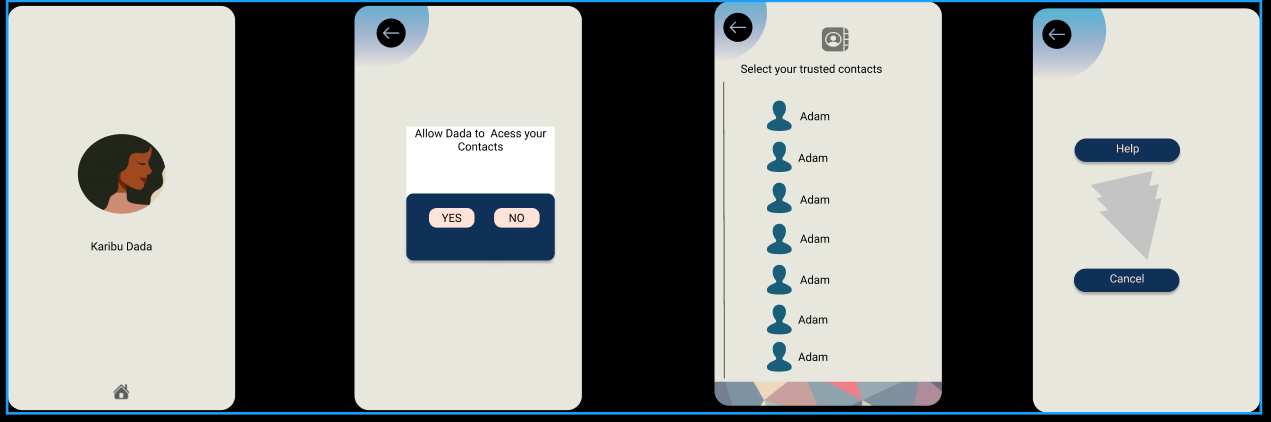 Karibu Dada
Allow Dada to  Acess your
Contacts
YES
NO
Select your trusted contacts
Adam
Adam
Adam
Adam
Adam
Adam
Adam
Help
Cancel